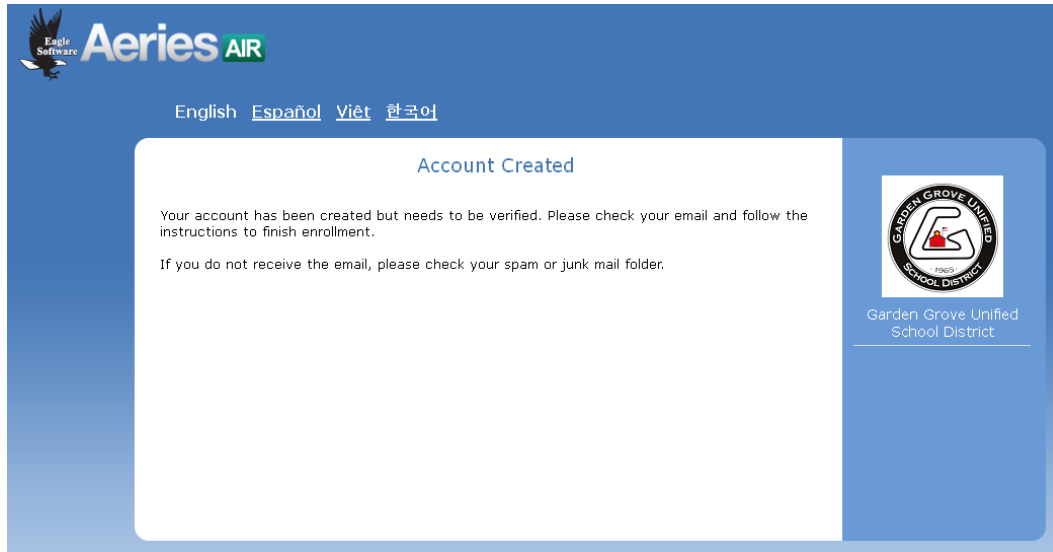 Eagle
Software
Aeries AIR
English Español Việt 한국어
Account Created
Your account has been created but needs to be verified. Please check your email and follow the
instructions to finish enrollment.
If you do not receive the email, please check your spam or junk mail folder.
GARDEN GROVE UNIFIED
1965
SCHOOL DISTRICT
Garden Grove Unified
School District